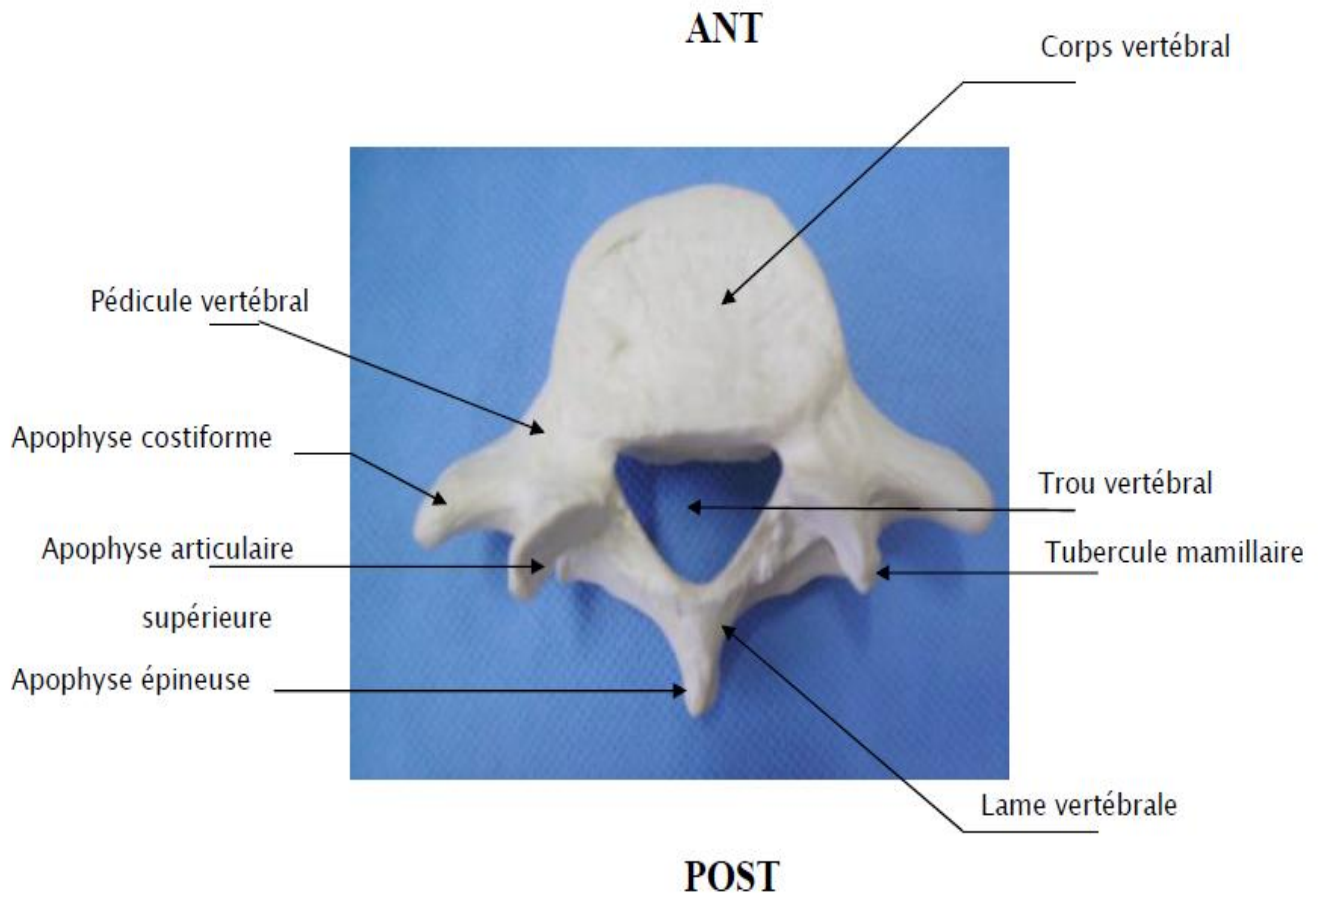 ANT
Corps vertébral
Pédicule vertébral
Apophyse costiforme
Trou vertébral
Apophyse articulaire
supérieure
Tubercule mamillaire
Apophyse épineuse
Lame vertébrale
POST